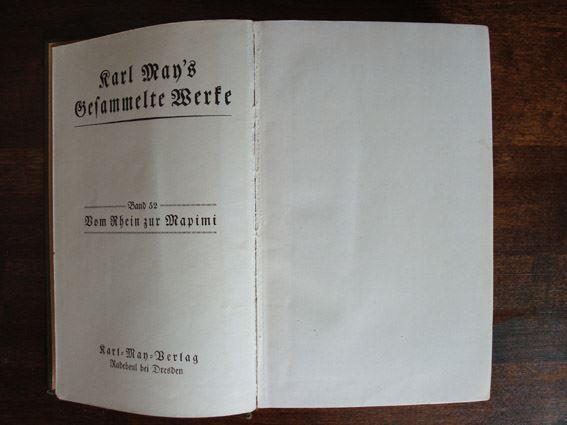 Karl May's
Gesammelte Werke
Band 52
Vom Rhein zur Mapimi
Karl-May-Verlag
Radebeul bei Dresden